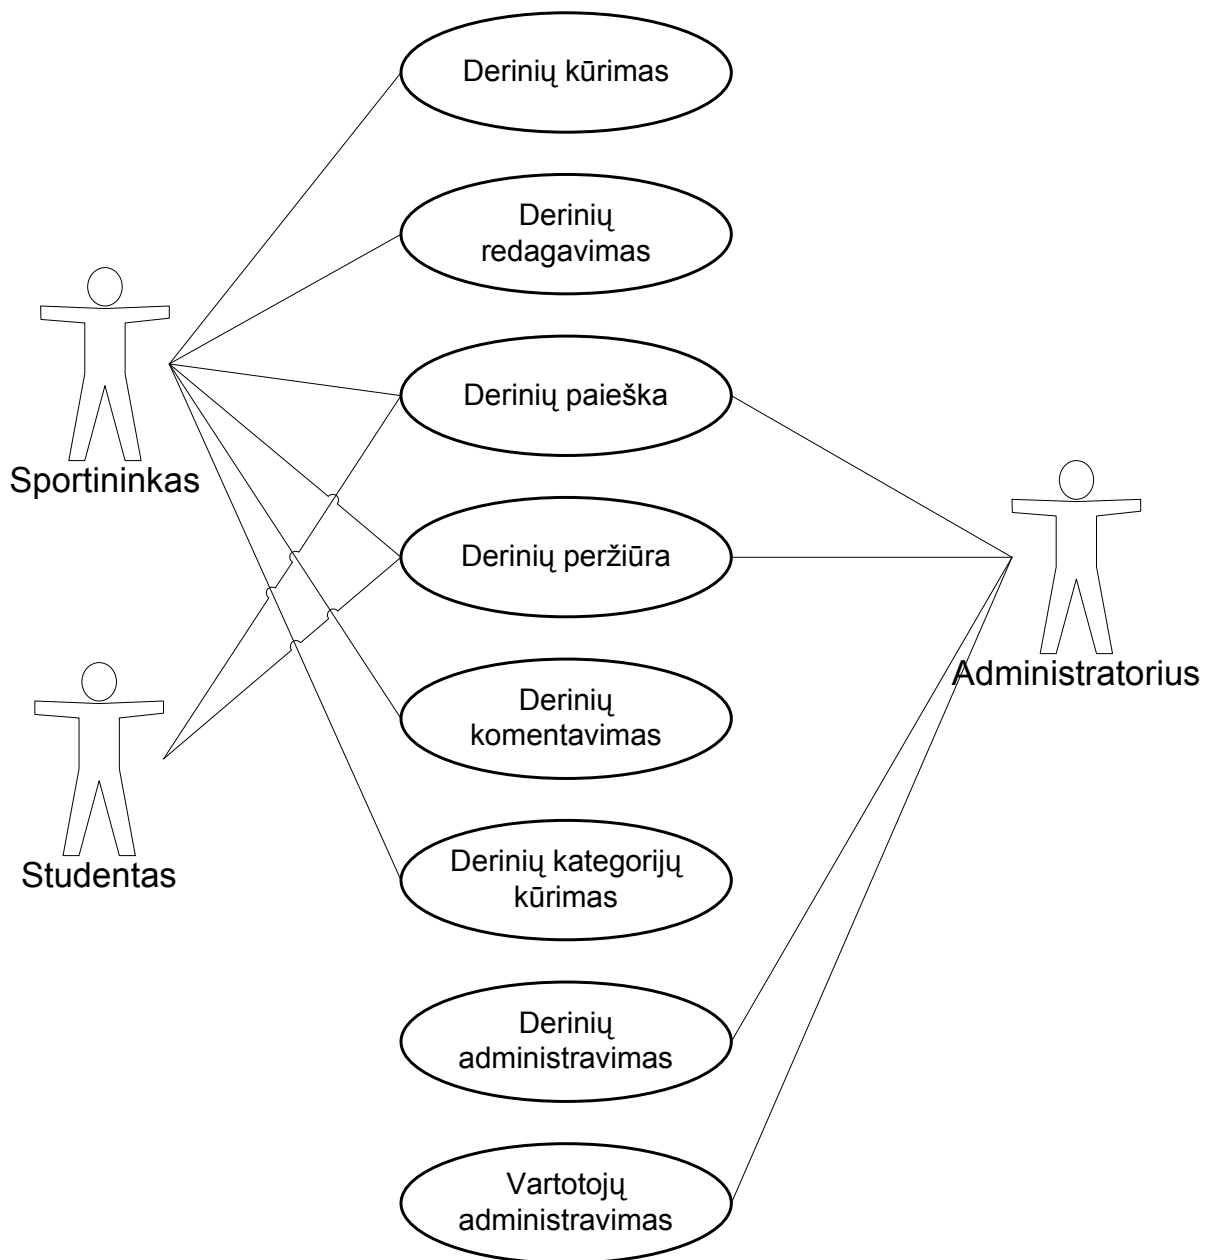 Derinių kūrimas
Derinių
redagavimas
Derinių paieška
Sportininkas
Derinių peržiūra
Administratorius
Derinių
komentavimas
Studentas
Derinių kategorijų
kūrimas
Derinių
administravimas
Vartotojų
administravimas